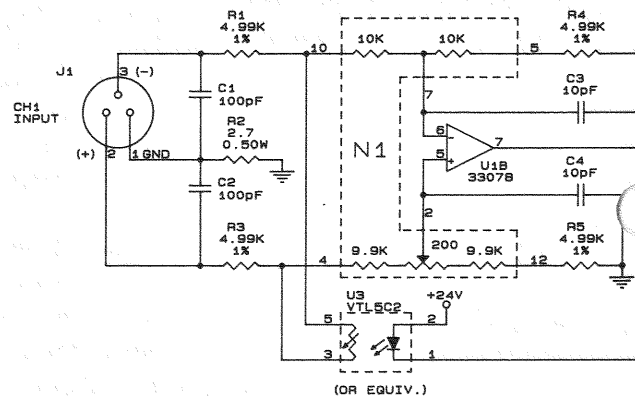 R1
4.99K
1%
10
10K
10K
5
R4
4.99K
1%
J1
3 (-)
CH1
INPUT
C1
100pF
R2
2.7
0.50W
(+)
2
1 GND
C2
100pF
7
C3
10pF
N1
6
-
5
+
7
U1B
33078
C4
10pF
2
R3
4.99K
1%
4
9.9K
200
9.9K
12
R5
4.99K
1%
U3
VTL5C2
+24V
5
2
3
1
(OR EQUIV.)